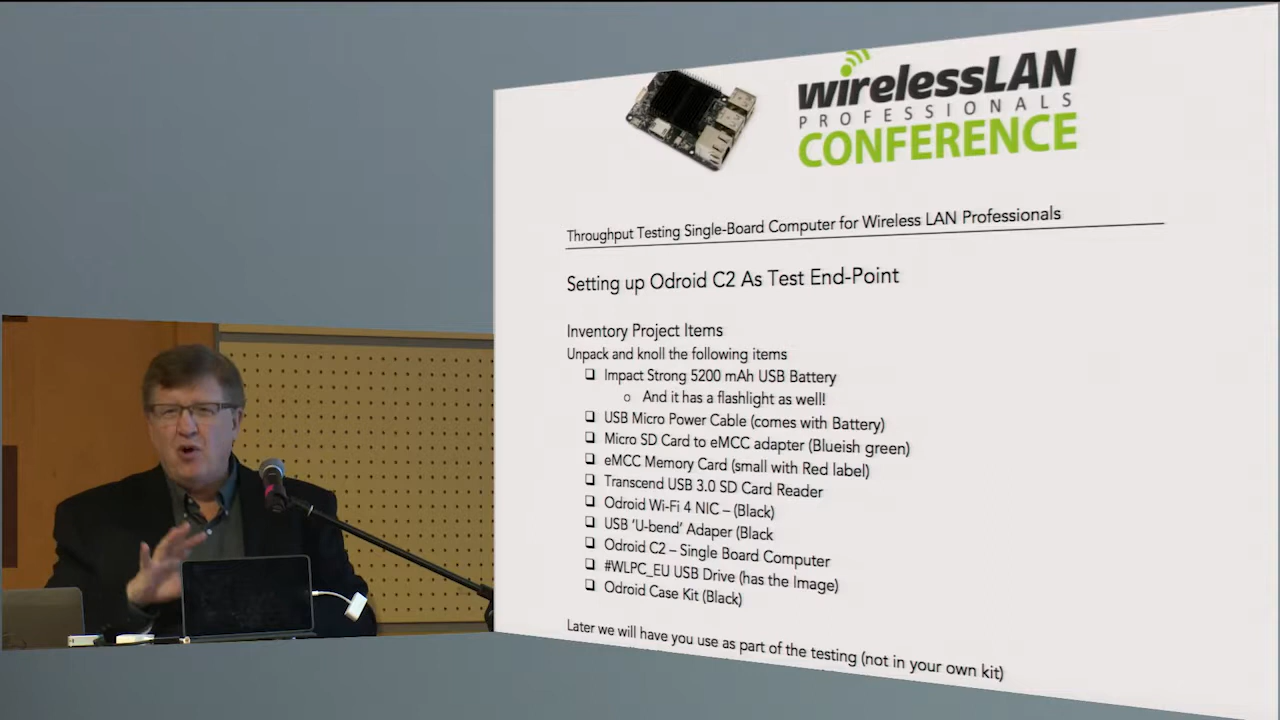 wirelessLAN
PROFESSIONALS
CONFERENCE
Throughput Testing Single-Board Computer for Wireless LAN Professionals
Setting up Odroid C2 As Test End-Point
Inventory Project Items
Unpack and knoll the following items
❑ Impact Strong 5200 mAh USB Battery
o And it has a flashlight as well!
❑ USB Micro Power Cable (comes with Battery)
❑ Micro SD Card to eMCC adapter (Blueish green)
❑ eMCC Memory Card (small with Red label)
❑ Transcend USB 3.0 SD Card Reader
❑ Odroid Wi-Fi 4 NIC – (Black)
❑ USB ‘U-bend’ Adaper (Black
❑ Odroid C2 – Single Board Computer
❑ #WLPC_EU USB Drive (has the Image)
❑ Odroid Case Kit (Black)
Later we will have you use as part of the testing (not in your own kit)